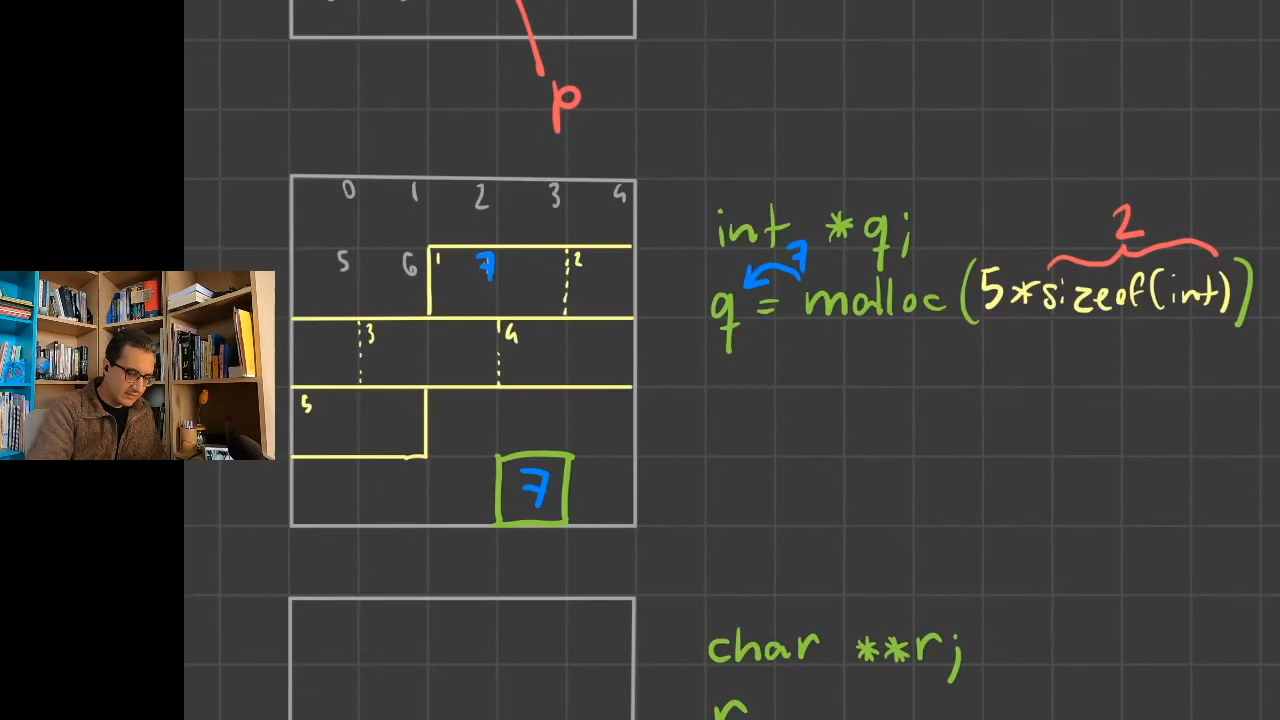 p
0 1 2 3 4
int *q;
5 6 1 7 2
7
2
q = malloc(5*sizeof(int))
3 4
5
7
char **r;
r